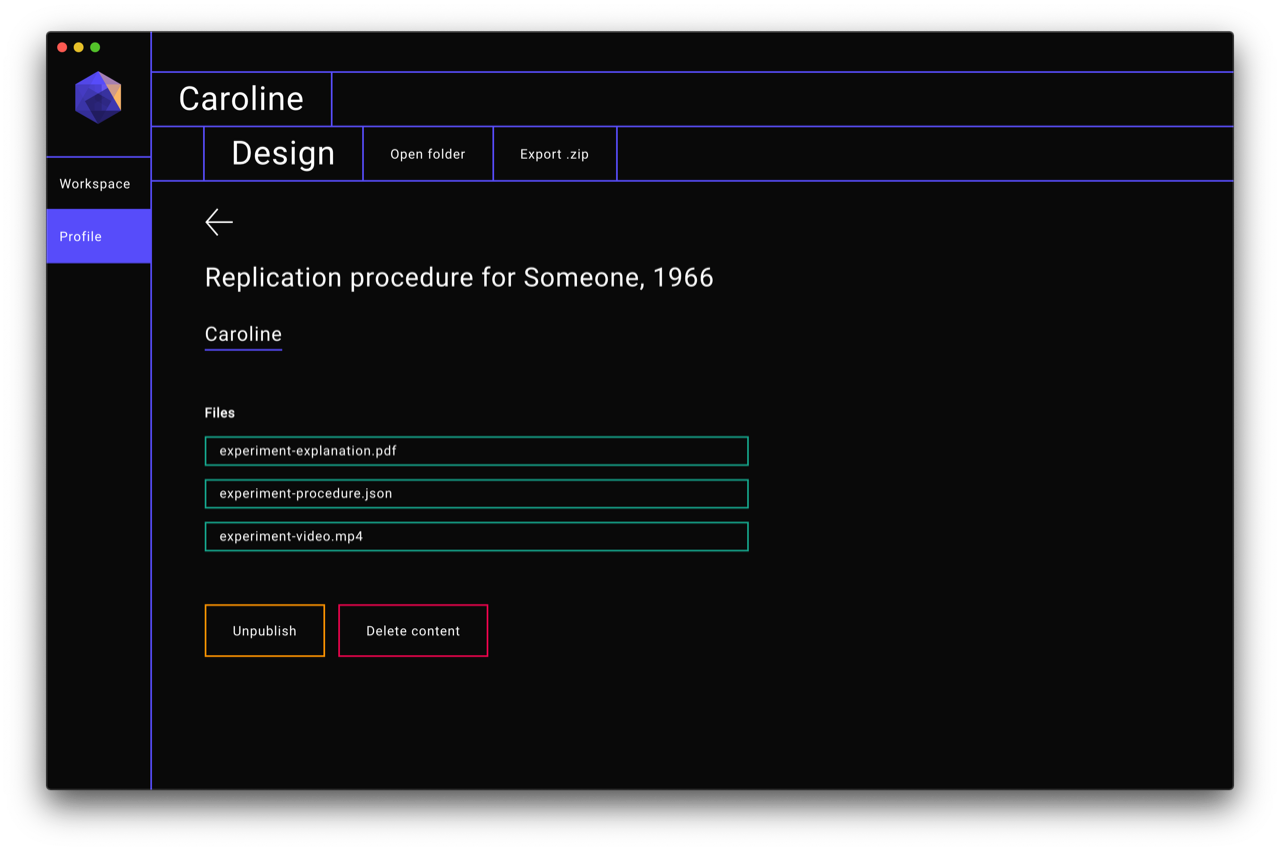 Caroline
Design
Open folder
Export .zip
Workspace
Profile
Replication procedure for Someone, 1966
Caroline
Files
experiment-explanation.pdf
experiment-procedure.json
experiment-video.mp4
Unpublish
Delete content